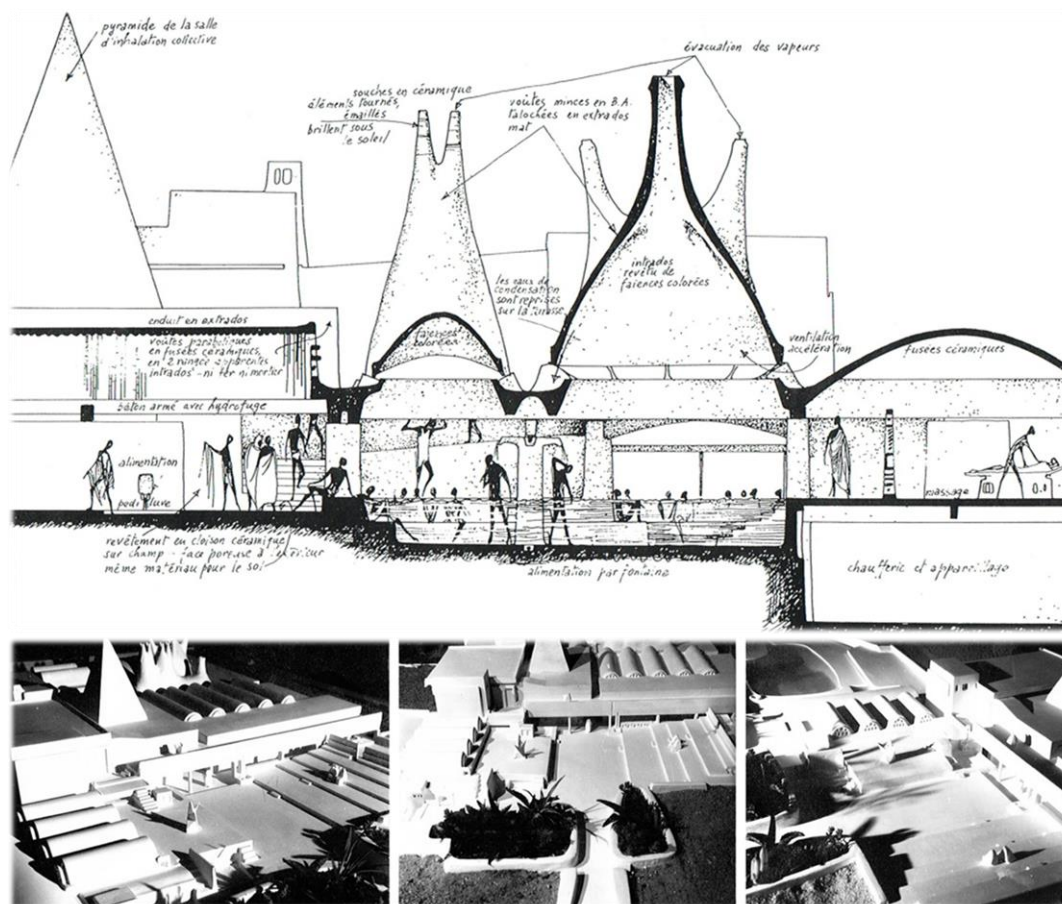 pyramide de la salle
d'inhalation collective
souches en céramique
éléments tournés,
émaillés
brillent sous
le soleil
voûtes minces en B.A.
talochées en extrados
mat
évacuation des vapeurs
les eaux de
condensation
sont reprises
sur la
intrados
revêtu de
faïences colorées
ventilation
accélération
enduit en extrados
voûtes paraboliques
en fusées céramiques,
en 2 rangs apparentes
intrados - ni fer ni mortier
faïences
colorées
fusées céramiques
béton armé avec hydrofuge
alimentation
pédiluve
massage
revêtement en cloison céramique
sur champ - face poreuse à
même matériau pour le sol
alimentation par fontaine
chaufferie et appareillage